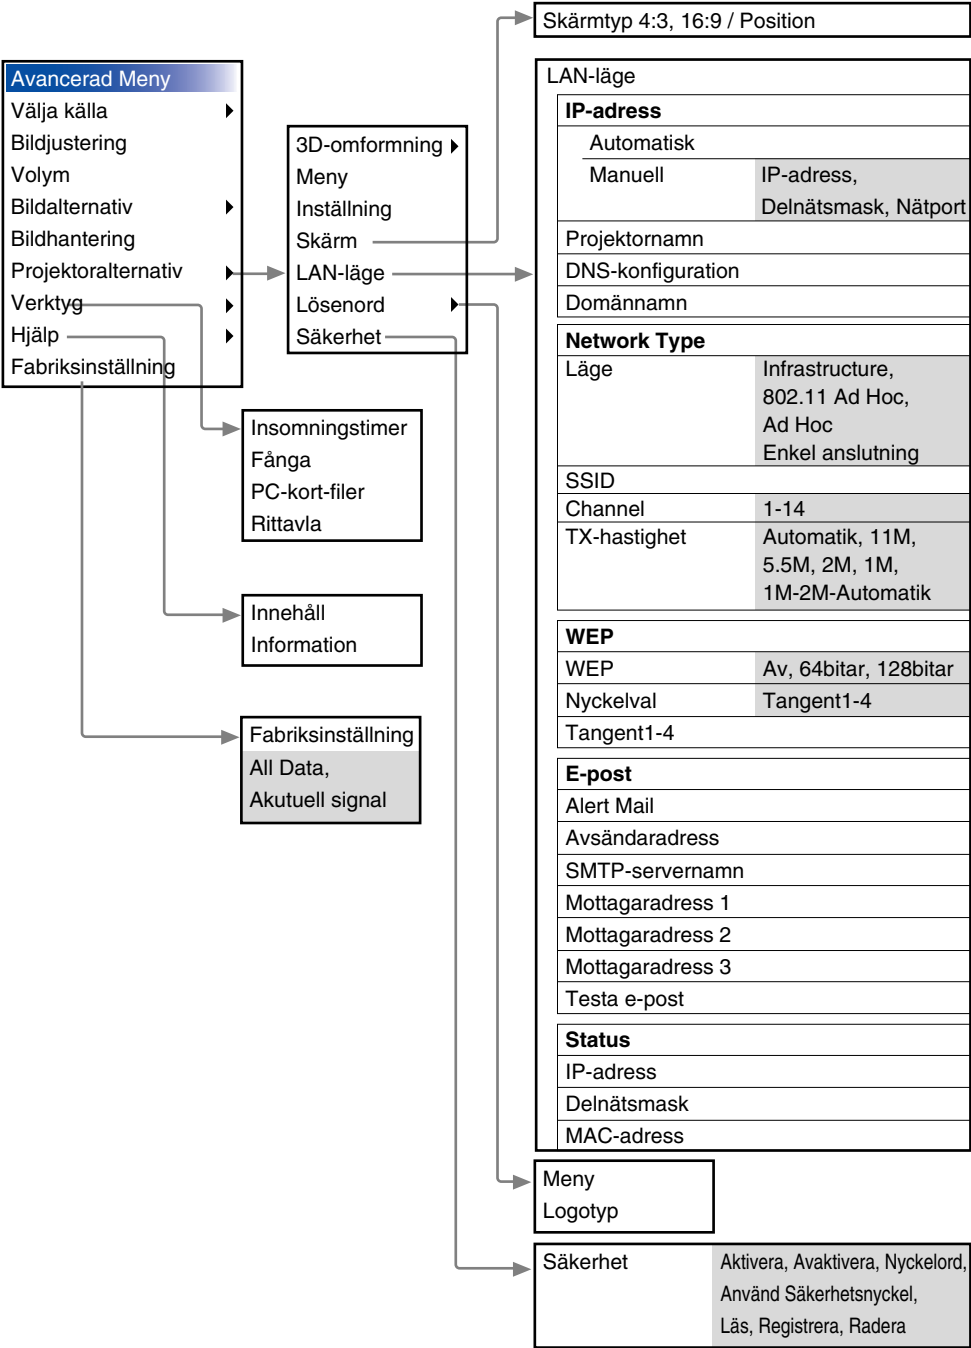 Skärmtyp 4:3, 16:9 / Position
Avancerad Meny
Välja källa
Bildjustering
Volym
Bildalternativ
Bildhantering
Projektoralternativ
Verktyg
Hjälp
Fabriksinställning
3D-omformning
Meny
Inställning
Skärm
LAN-läge
Lösenord
Säkerhet
Insomningstimer
Fånga
PC-kort-filer
Rittavla
Innehåll
Information
Fabriksinställning
All Data,
Akutuell signal
LAN-läge
IP-adress
Automatisk
Manuell IP-adress,
Delnätsmask, Nätport
Projektornamn
DNS-konfiguration
Domännamn
Network Type
Läge Infrastructure,
802.11 Ad Hoc,
Ad Hoc
Enkel anslutning
SSID
Channel 1-14
TX-hastighet Automatik, 11M,
5.5M, 2M, 1M,
1M-2M-Automatik
WEP
WEP Av, 64bitar, 128bitar
Nyckelval Tangent1-4
Tangent1-4
E-post
Alert Mail
Avsändaradress
SMTP-servernamn
Mottagaradress 1
Mottagaradress 2
Mottagaradress 3
Testa e-post
Status
IP-adress
Delnätsmask
MAC-adress
Meny
Logotyp
Säkerhet Aktivera, Avaktivera, Nyckelord,
Använd Säkerhetsnyckel,
Läs, Registrera, Radera